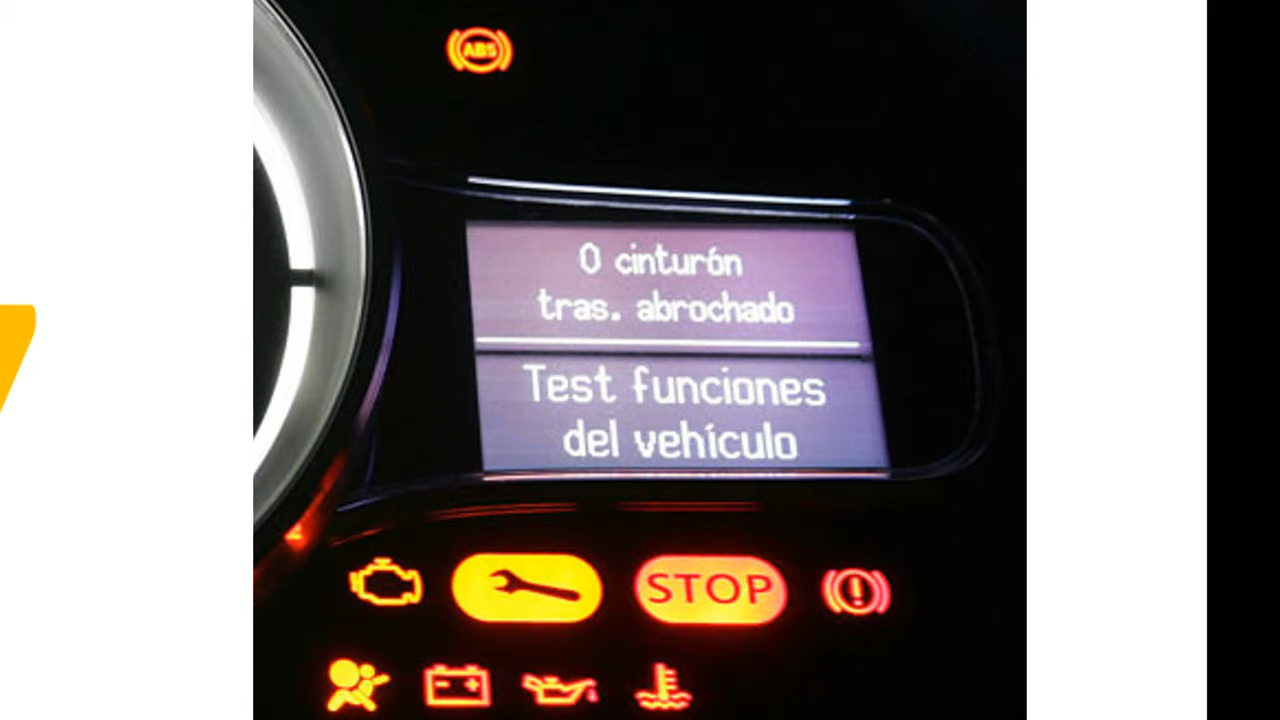 ABS
0 cinturón
tras. abrochado
Test funciones
del vehículo
STOP